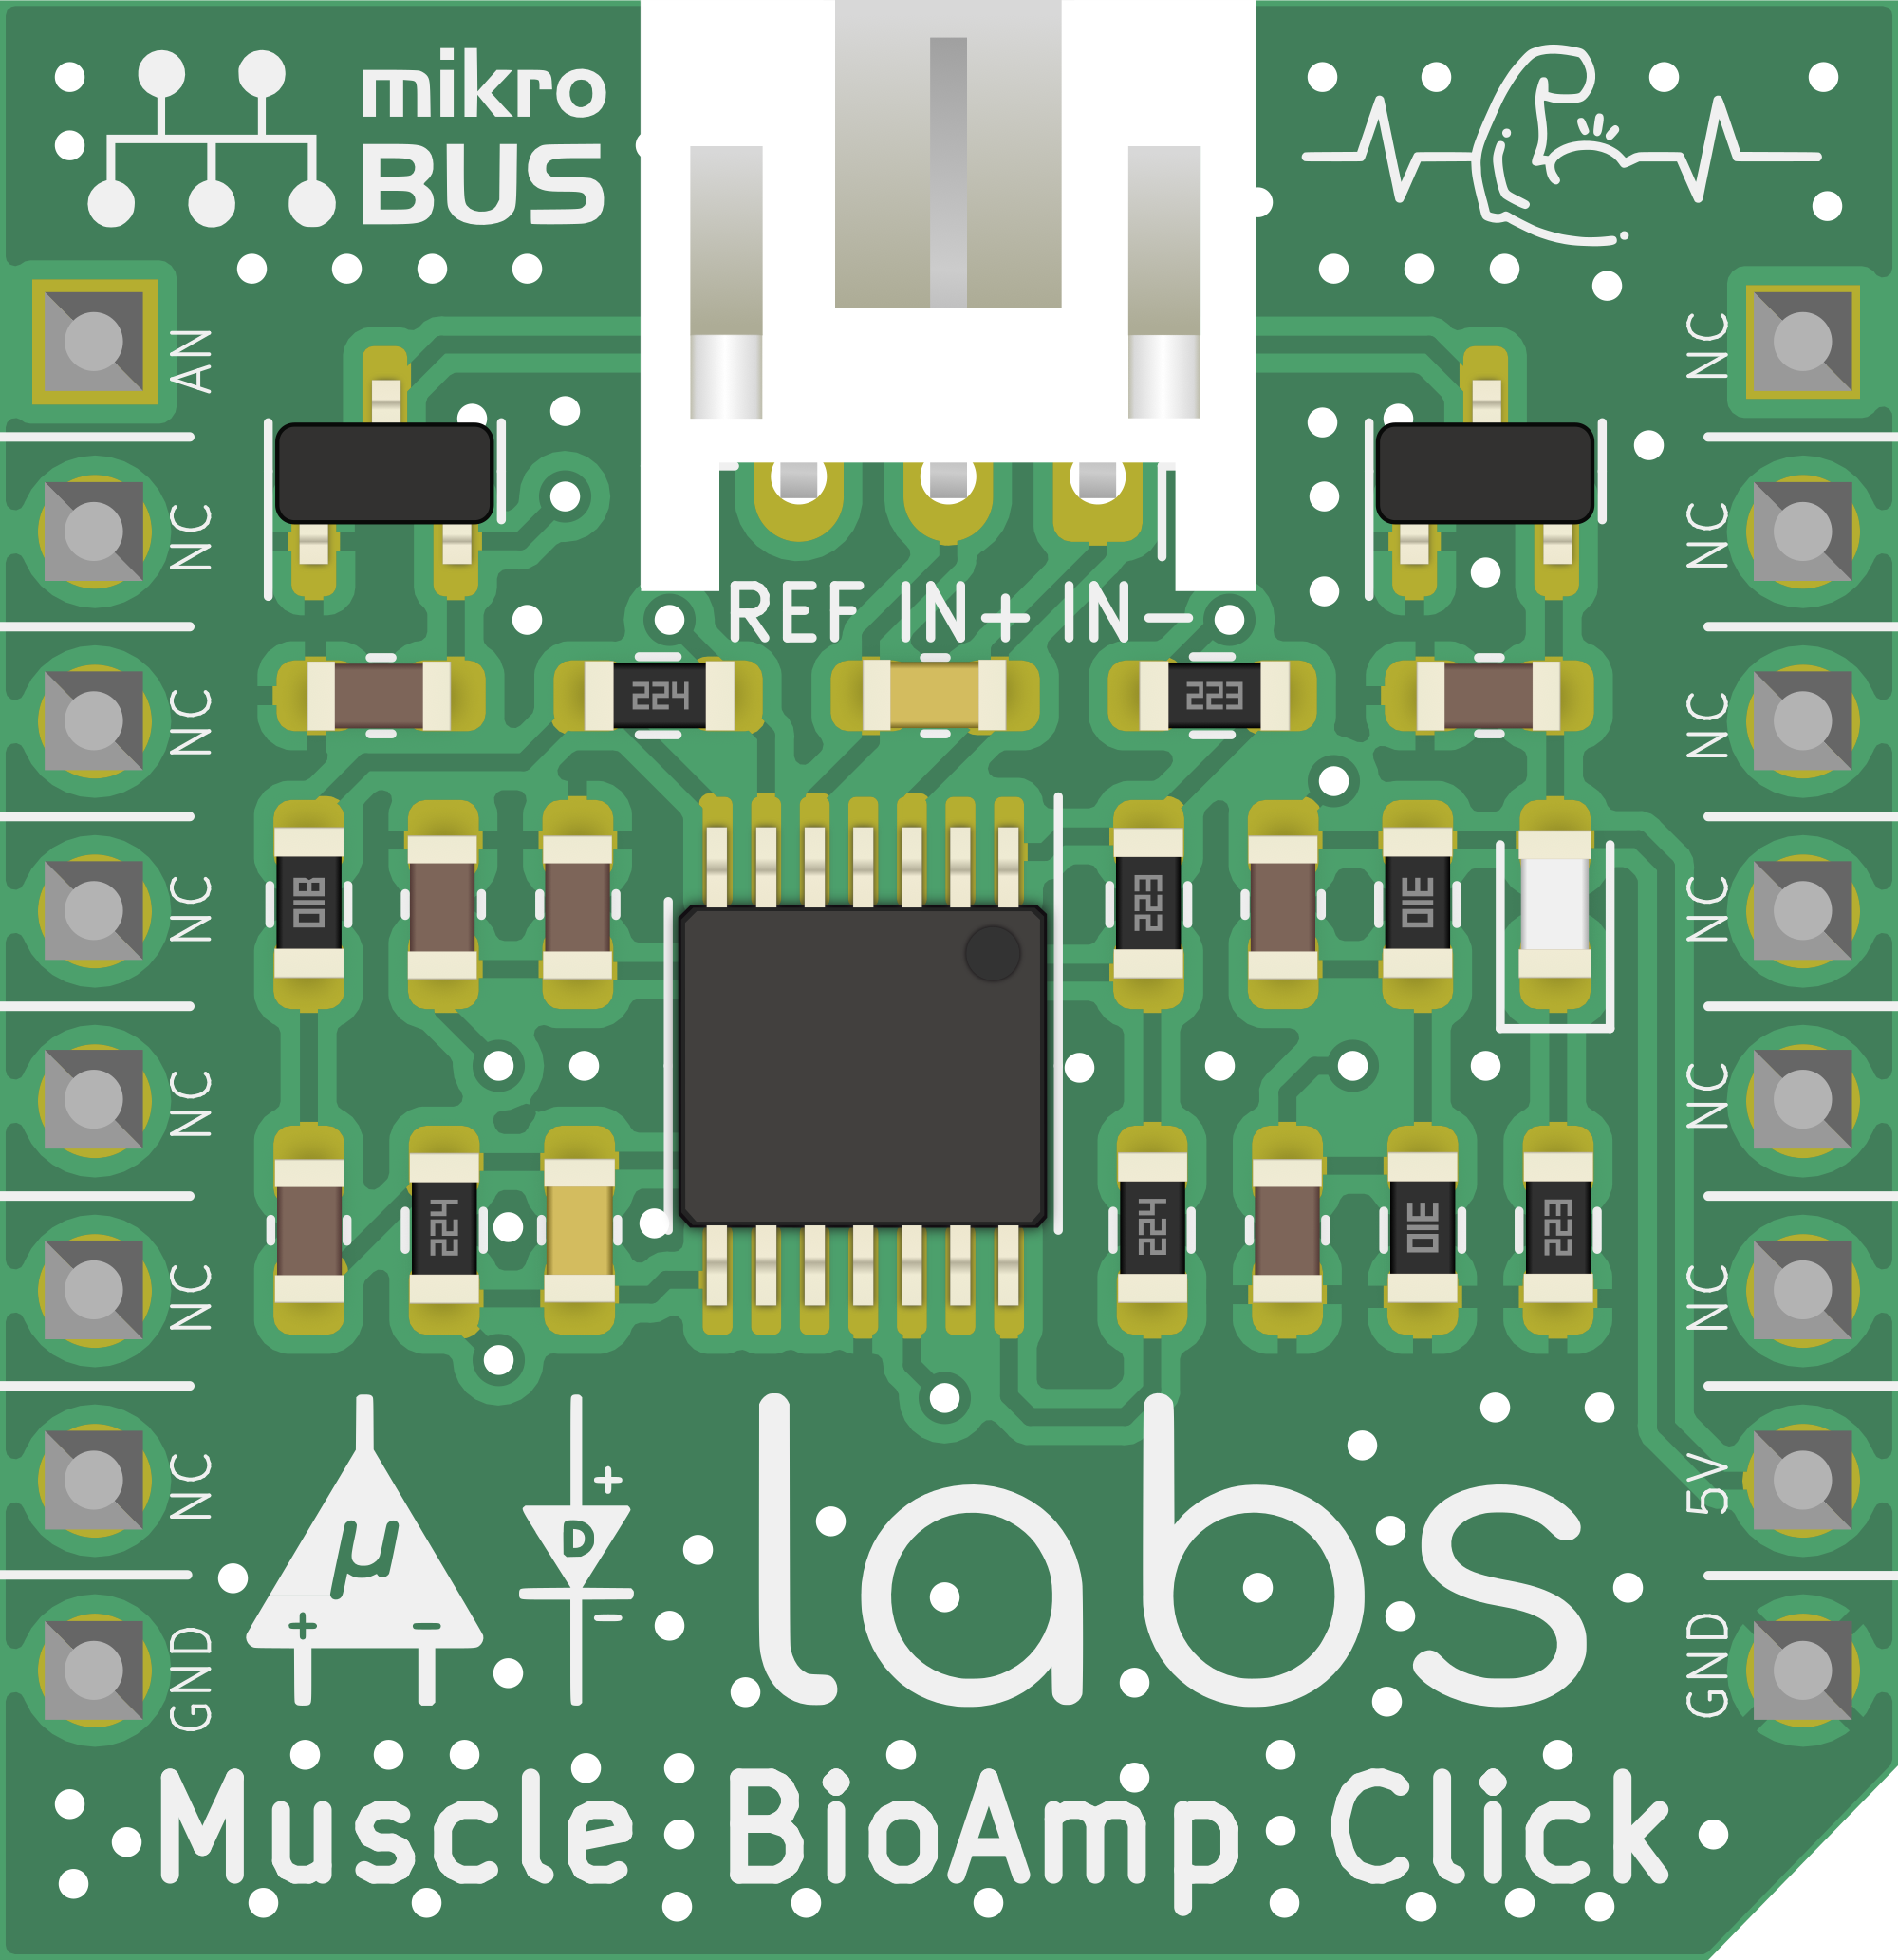 mikro
BUS
AN
NC
NC
NC
NC
NC
NC
GND
NC
NC
NC
NC
NC
NC
5V
GND
REF IN+ IN-
224
223
01B
223
01E
224
224
01E
223
μ
+ -
D
+
-
labs
Muscle BioAmp Click